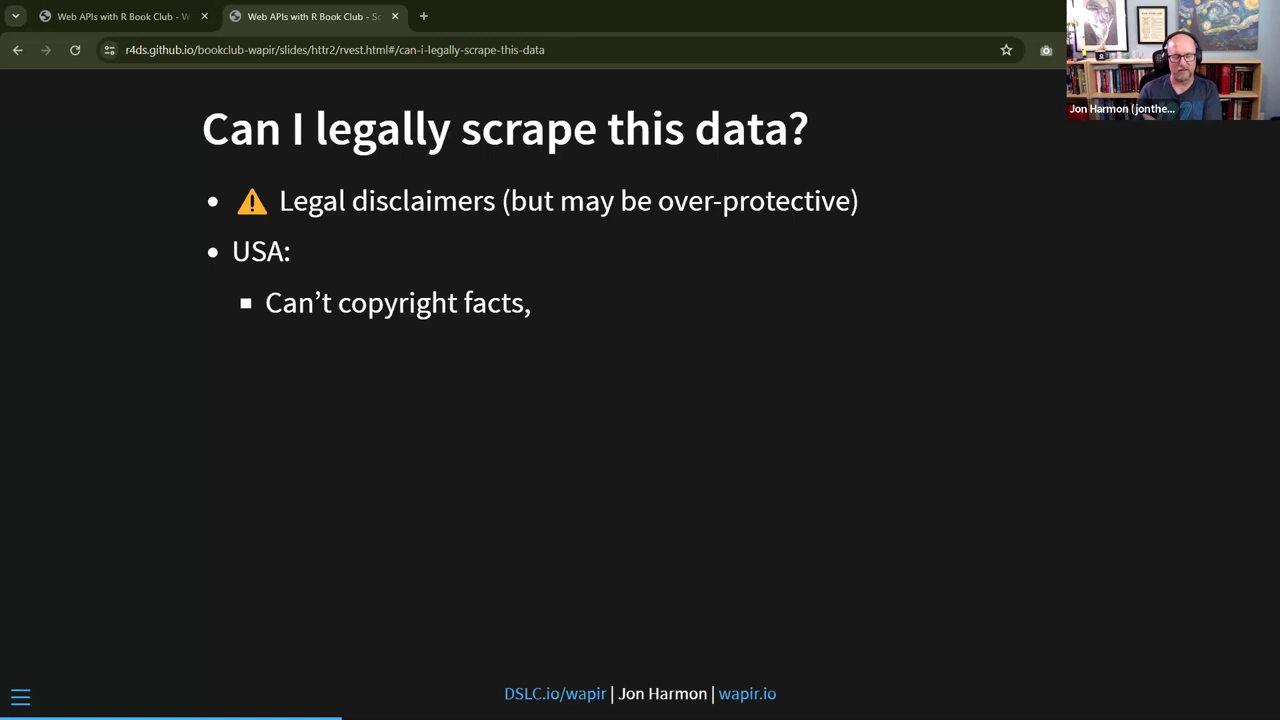 Web APIs with R Book Club - W
Web APIs with R Book Club - Sc
r4ds.github.io/bookclub-wapir/slides/httr2/rvest.html#/can-i-legally-scrape-this-data
Jon Harmon (jonthe...
Can I legally scrape this data?
• ⚠️ Legal disclaimers (but may be over-protective)
• USA:
▪ Can’t copyright facts,
DSLC.io/wapir | Jon Harmon | wapir.io